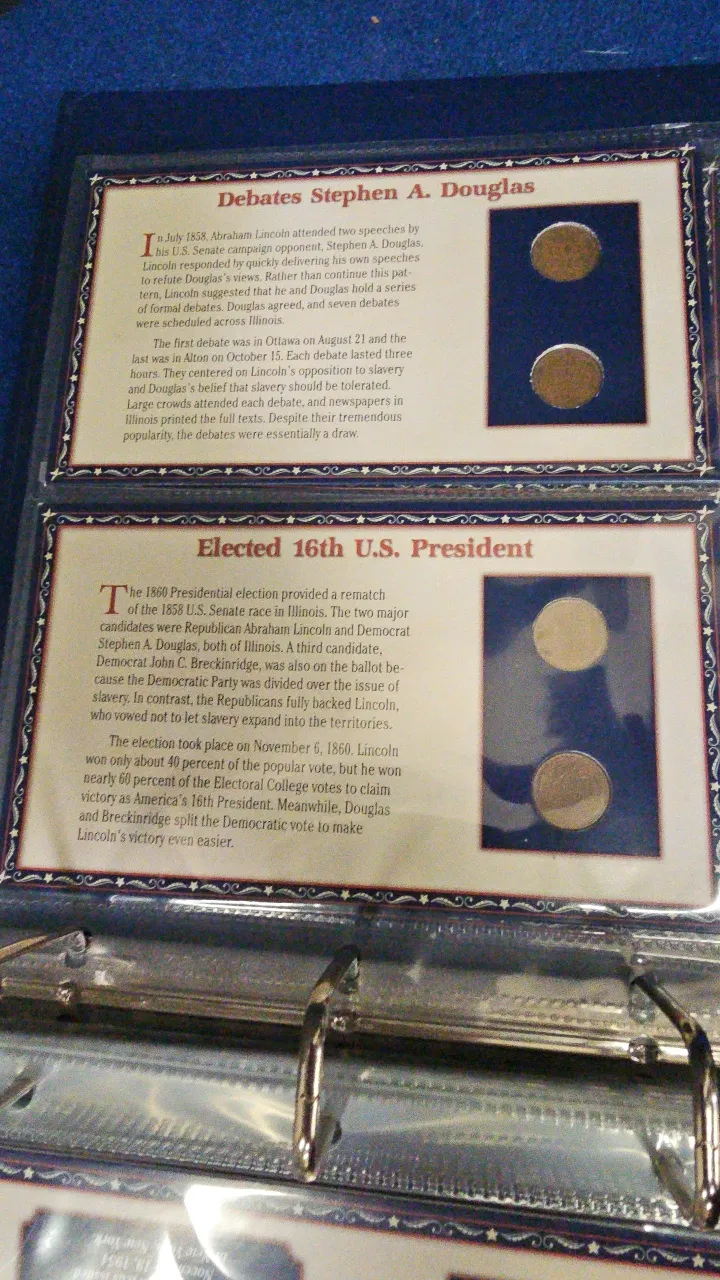 Debates Stephen A. Douglas
In July 1858, Abraham Lincoln attended two speeches by
his U.S. Senate campaign opponent, Stephen A. Douglas.
Lincoln responded by quickly delivering his own speeches
to refute Douglas's views. Rather than continue this pat-
tern, Lincoln suggested that he and Douglas hold a series
of formal debates. Douglas agreed, and seven debates
were scheduled across Illinois.
The first debate was in Ottawa on August 21 and the
last was in Alton on October 15. Each debate lasted three
hours. They centered on Lincoln's opposition to slavery
and Douglas's belief that slavery should be tolerated.
Large crowds attended each debate, and newspapers in
Illinois printed the full texts. Despite their tremendous
popularity, the debates were essentially a draw.
Elected 16th U.S. President
The 1860 Presidential election provided a rematch
of the 1858 U.S. Senate race in Illinois. The two major
candidates were Republican Abraham Lincoln and Democrat
Stephen A. Douglas, both of Illinois. A third candidate,
Democrat John C. Breckinridge, was also on the ballot be-
cause the Democratic Party was divided over the issue of
slavery. In contrast, the Republicans fully backed Lincoln,
who vowed not to let slavery expand into the territories.
The election took place on November 6, 1860. Lincoln
won only about 40 percent of the popular vote, but he won
nearly 60 percent of the Electoral College votes to claim
victory as America's 16th President. Meanwhile, Douglas
and Breckinridge split the Democratic vote to make
Lincoln's victory even easier.